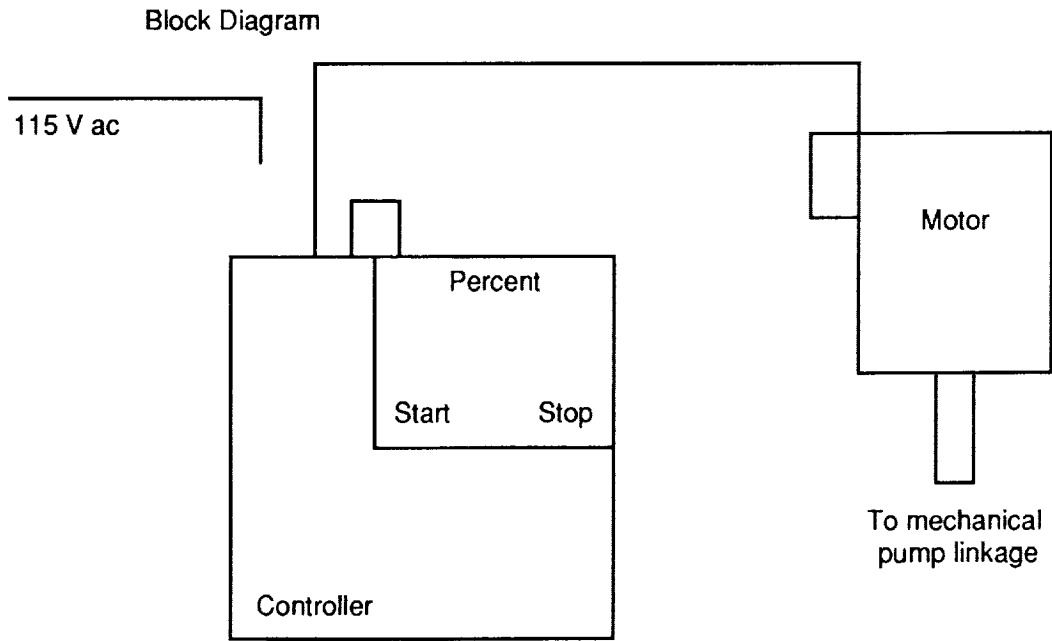 Block Diagram
115 V ac
Motor
Percent
Start Stop
To mechanical
pump linkage
Controller